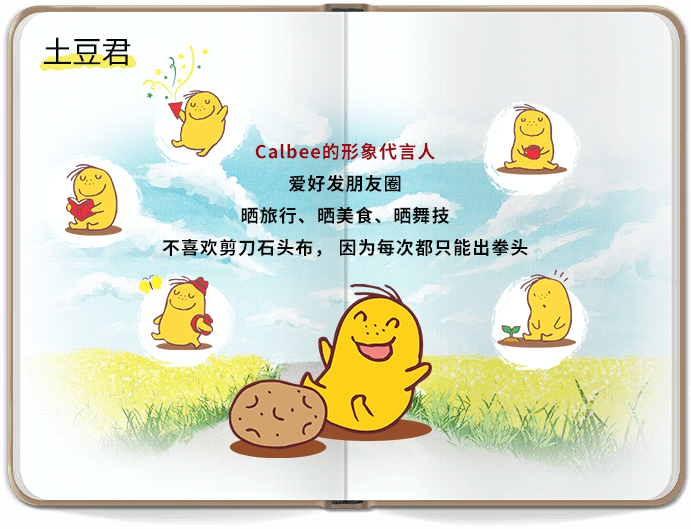 土豆君
Calbee的形象代言人
爱好发朋友圈
晒旅行、晒美食、晒舞技
不喜欢剪刀石头布， 因为每次都只能出拳头